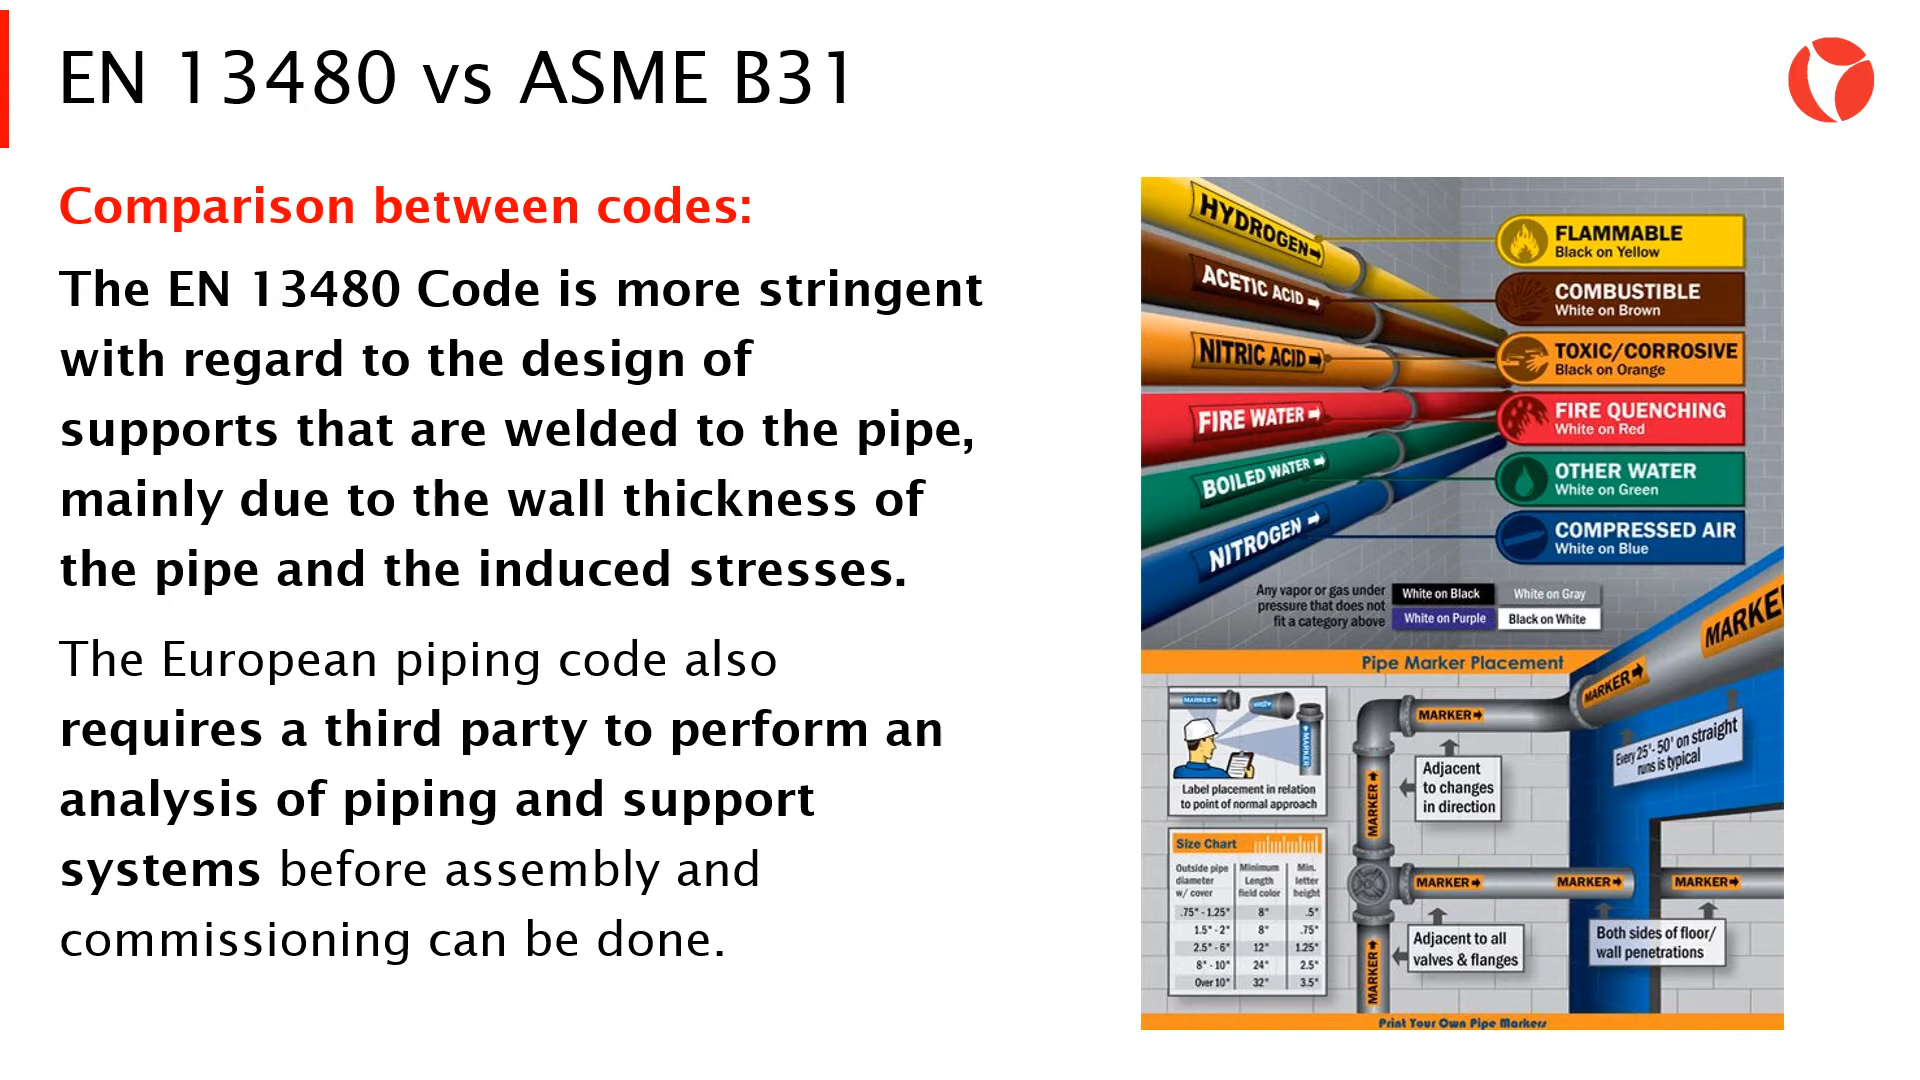 EN 13480 vs ASME B31
Comparison between codes:
The EN 13480 Code is more stringent
with regard to the design of
supports that are welded to the pipe,
mainly due to the wall thickness of
the pipe and the induced stresses.
The European piping code also
requires a third party to perform an
analysis of piping and support
systems before assembly and
commissioning can be done.
HYDROGEN
ACETIC ACID
NITRIC ACID
FIRE WATER
BOILED WATER
NITROGEN
FLAMMABLE
Black on Yellow
COMBUSTIBLE
White on Brown
TOXIC/CORROSIVE
Black on Orange
FIRE QUENCHING
White on Red
OTHER WATER
White on Green
COMPRESSED AIR
White on Blue
Any vapor or gas under
pressure that does not
fit a category above
White on Black
White on Gray
White on Purple
Black on White
Pipe Marker Placement
MARKER
MARKER
Label placement in relation
to point of normal approach
MARKER
MARKER
MARKE
MARKER
Every 25'- 50' on straight
runs is typical
Adjacent
to changes
in direction
MARKER
Size Chart
Outside pipe diameter w/ cover Minimum Length field color Min. letter height
.75" - 1.25" 8" .5"
1.5" - 2" 8" .75"
2.5" - 6" 12" 1.25"
8" - 10" 24" 2.5"
Over 10" 32" 3.5"
MARKER
MARKER
MARKER
Adjacent to all
valves & flanges
MARKER
Both sides of floor/
wall penetrations
Print Your Own Pipe Markers